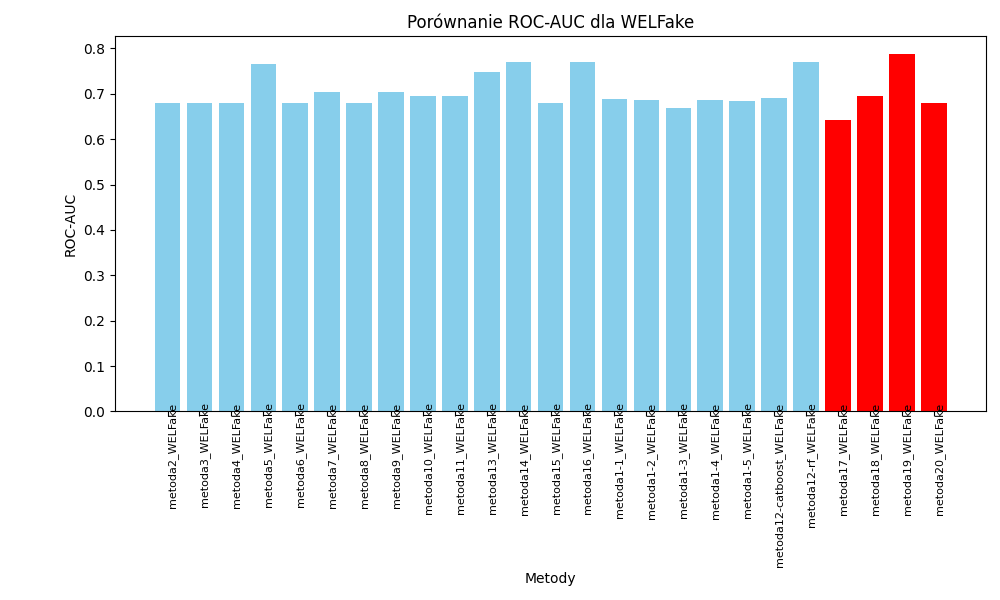 Porównanie ROC-AUC dla WELFake
ROC-AUC
0.8
0.7
0.6
0.5
0.4
0.3
0.2
0.1
0.0
metoda2_WELFake
metoda3_WELFake
metoda4_WELFake
metoda5_WELFake
metoda6_WELFake
metoda7_WELFake
metoda8_WELFake
metoda9_WELFake
metoda10_WELFake
metoda11_WELFake
metoda13_WELFake
metoda14_WELFake
metoda15_WELFake
metoda16_WELFake
metoda1-1_WELFake
metoda1-2_WELFake
metoda1-3_WELFake
metoda1-4_WELFake
metoda1-5_WELFake
metoda12-catboost_WELFake
metoda12-rf_WELFake
metoda17_WELFake
metoda18_WELFake
metoda19_WELFake
metoda20_WELFake
Metody